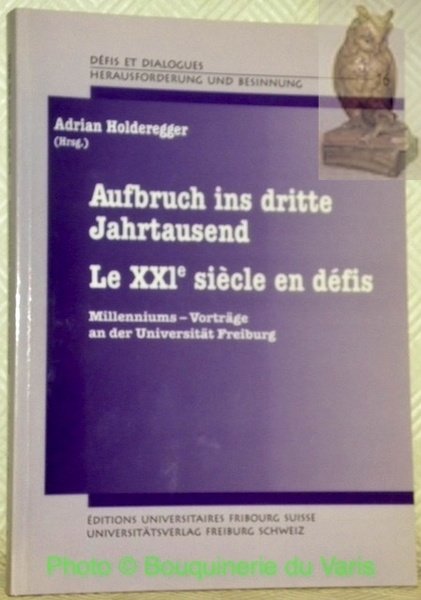 DÉFIS ET DIALOGUES
HERAUSFORDERUNG UND BESINNUNG
16
Adrian Holderegger
(Hrsg.)
Aufbruch ins dritte
Jahrtausend
Le XXIe siècle en défis
Millenniums – Vorträge
an der Universität Freiburg
ÉDITIONS UNIVERSITAIRES FRIBOURG SUISSE
UNIVERSITÄTSVERLAG FREIBURG SCHWEIZ
Photo © Bouquinerie du Varis